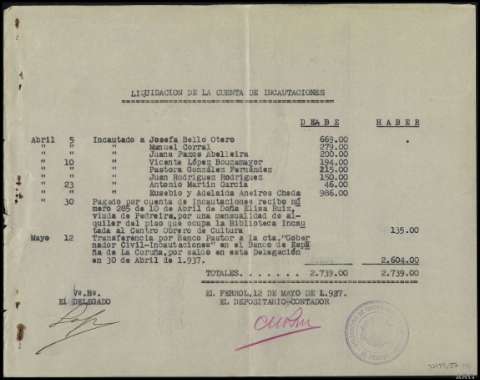 LIQUIDACION DE LA CUENTA DE INCAUTACIONES
DEABE HABER
Abril 5 Incautado a Josefa Bello Otero 669.00
" " " Manuel Corral 279.00
" " " Juana Pazos Abelleira 200.00
" 10 " Vicente López Bouzamayor 194.00
" " " Pastora González Fernández 215.00
" " " Juan Rodríguez Rodríguez 150.00
" 23 " Antonio Martín García 46.00
" " " Eusebio y Adelaida Aneiros Cheda 986.00
" 30 Pagado por cuenta de Incautaciones recibo nú
mero 285 de 10 de Abril de Doña Elisa Ruiz,
viuda de Pedreira, por una mensualidad de al-
quiler del piso que ocupa la Biblioteca Incau
tada al Centro Obrero de Cultura 135.00
Mayo 12 Transferencia por Banco Pastor a la cta. "Gober
nador Civil-Incautaciones" en el Banco de Espa
ña de La Coruña, por saldo en esta Delegación
en 30 de Abril de 1.937. 2.604.00
TOTALES....... 2.739.00 2.739.00
Vº.Bº. EL FERROL, 12 DE MAYO DE 1.937.
EL DELEGADO EL DEPOSITARIO-CONTADOR